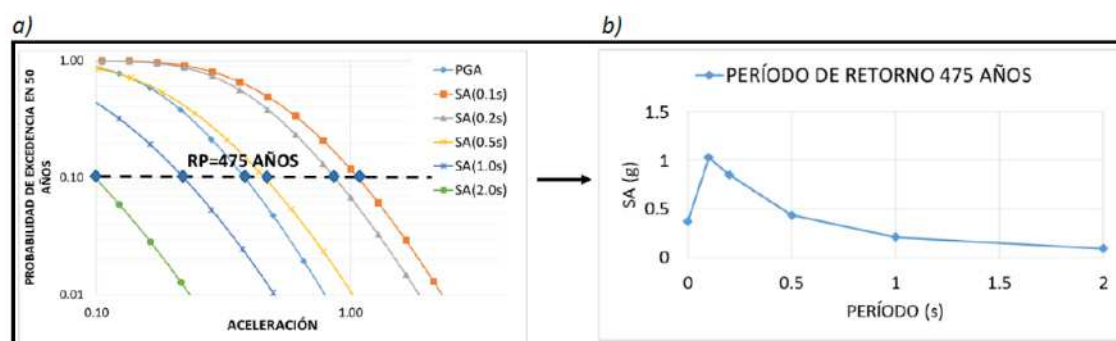 a)
b)
PROBABILIDAD DE EXCEDENCIA EN 50
AÑOS
1.00
0.10
0.01
0.10
1.00
ACELERACIÓN
RP=475 AÑOS
PGA
SA(0.1s)
SA(0.2s)
SA(0.5s)
SA(1.0s)
SA(2.0s)
PERÍODO DE RETORNO 475 AÑOS
SA (g)
1.5
1
0.5
0
0
0.5
1
1.5
2
PERÍODO (s)